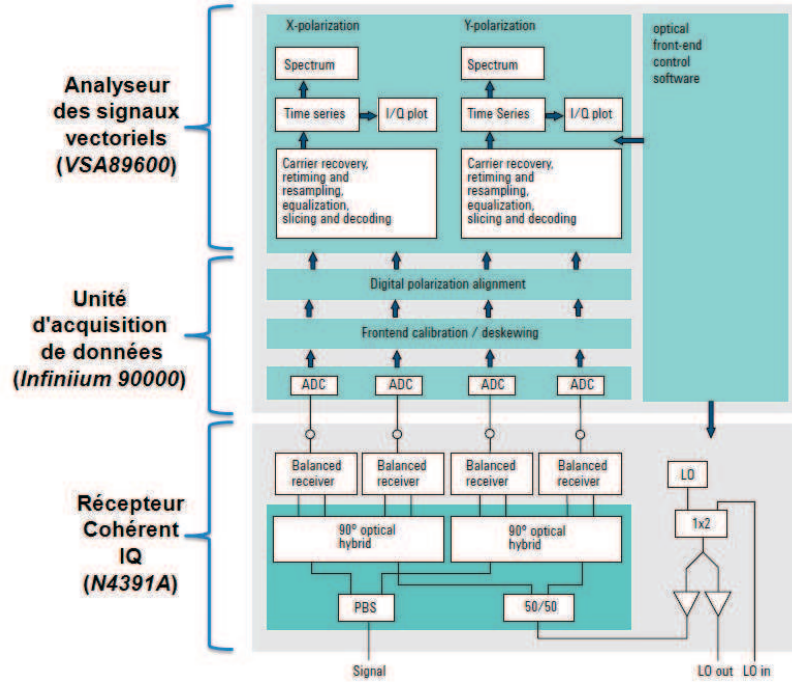 Analyseur
des signaux
vectoriels
(VSA89600)
X-polarization
Spectrum
Time series
I/Q plot
Carrier recovery,
retiming and
resampling,
equalization,
slicing and decoding
Y-polarization
Spectrum
Time Series
I/Q plot
Carrier recovery,
retiming and
resampling,
equalization,
slicing and decoding
optical
front-end
control
software
Unité
d'acquisition
de données
(Infiniium 90000)
Digital polarization alignment
Frontend calibration / deskewing
ADC
ADC
ADC
ADC
Récepteur
Cohérent
IQ
(N4391A)
Balanced
receiver
Balanced
receiver
Balanced
receiver
Balanced
receiver
90° optical
hybrid
90° optical
hybrid
PBS
50/50
LO
1x2
Signal
LO out
LO in